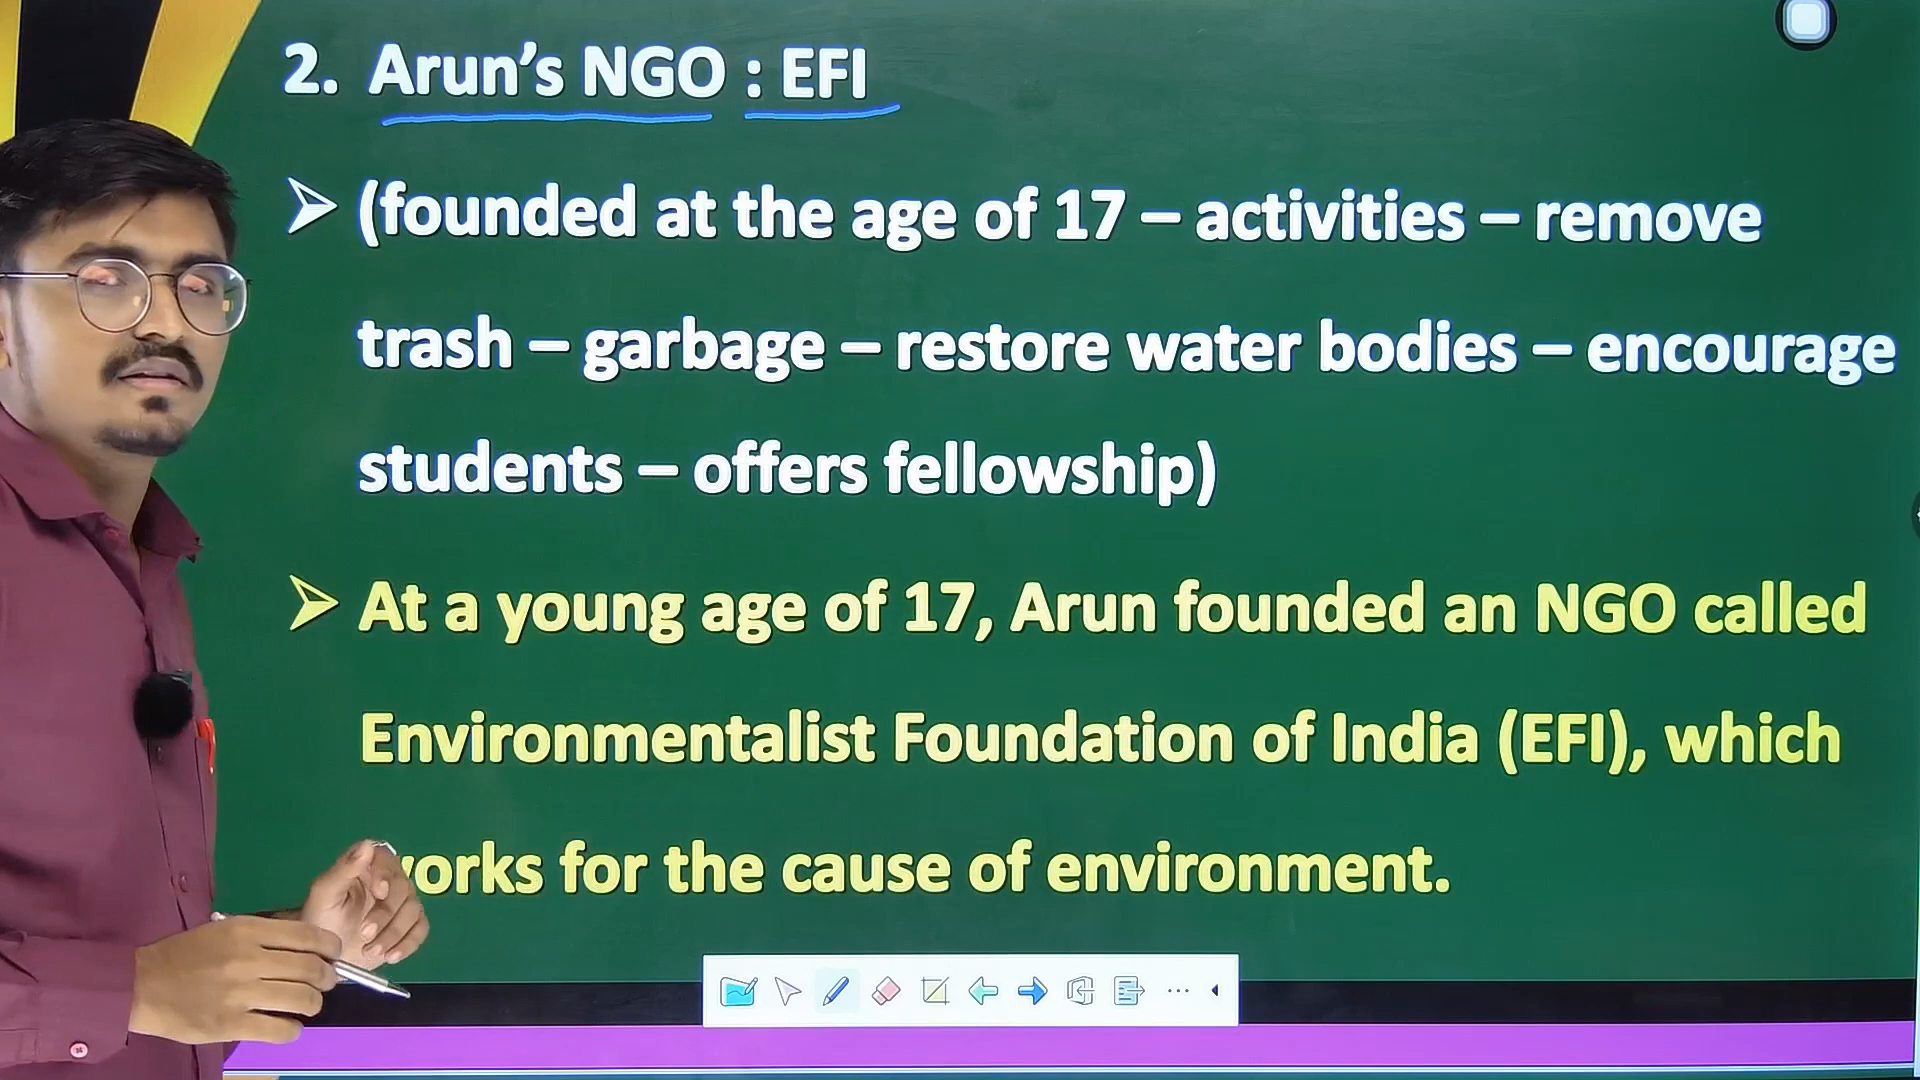 2. Arun’s NGO : EFI
➢ (founded at the age of 17 – activities – remove
trash – garbage – restore water bodies – encourage
students – offers fellowship)
➢ At a young age of 17, Arun founded an NGO called
Environmentalist Foundation of India (EFI), which
works for the cause of environment.